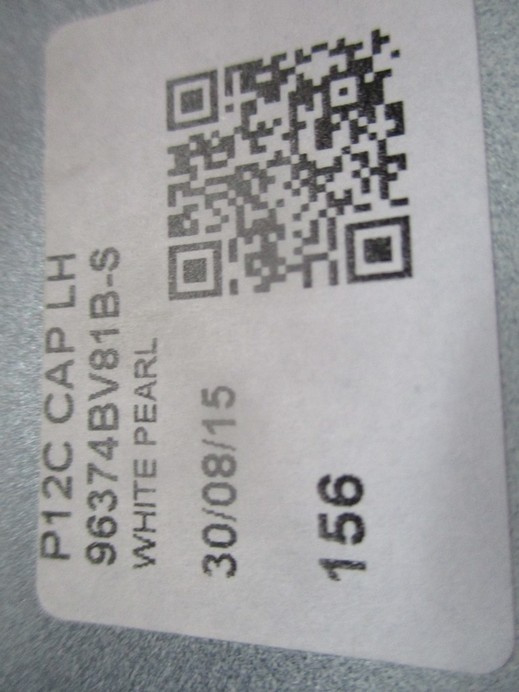 P12C CAP LH
96374BV81B-S
WHITE PEARL
30/08/15
156